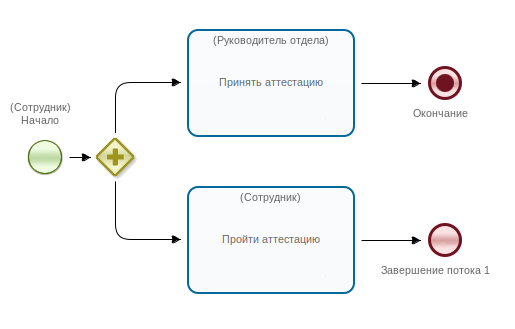 (Руководитель отдела)
Принять аттестацию
Окончание
(Сотрудник)
Начало
(Сотрудник)
Пройти аттестацию
Завершение потока 1